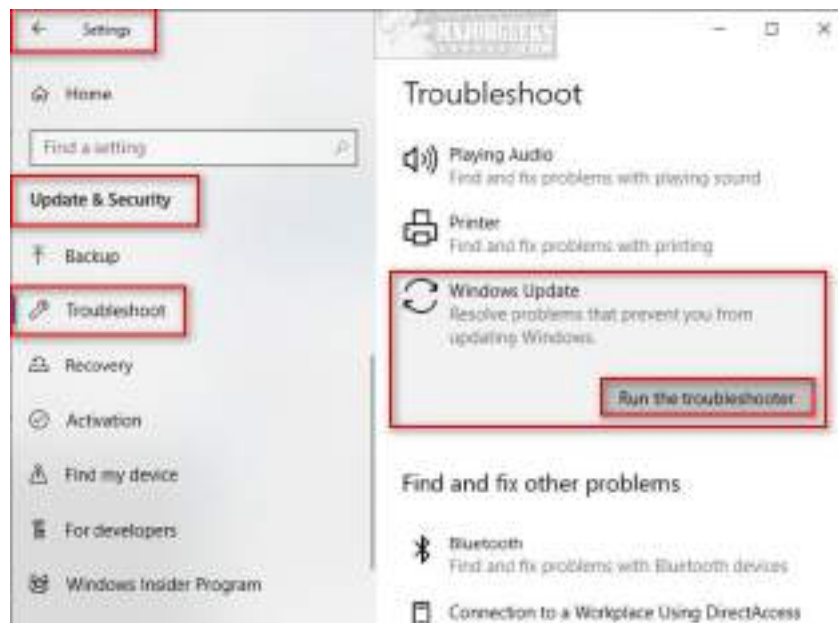 Settings
Home
Find a setting
Update & Security
Backup
Troubleshoot
Recovery
Activation
Find my device
For developers
Windows Insider Program
Troubleshoot
Playing Audio
Find and fix problems with playing sound
Printer
Find and fix problems with printing
Windows Update
Resolve problems that prevent you from
updating Windows.
Run the troubleshooter
Find and fix other problems
Bluetooth
Find and fix problems with Bluetooth devices
Connection to a Workplace Using DirectAccess